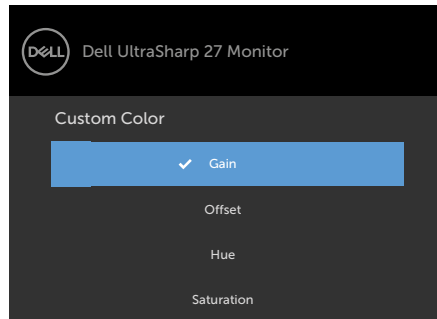 DELL
Dell UltraSharp 27 Monitor
Custom Color
Gain
Offset
Hue
Saturation